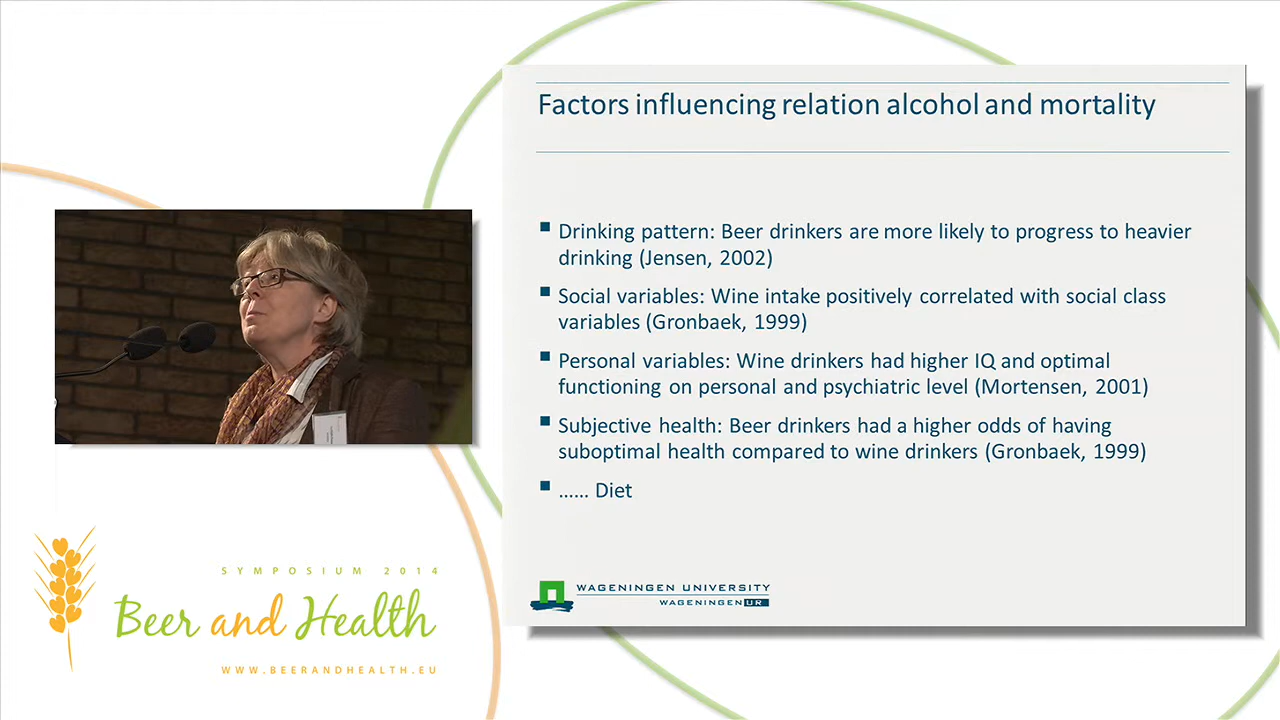 Factors influencing relation alcohol and mortality
Drinking pattern: Beer drinkers are more likely to progress to heavier
drinking (Jensen, 2002)
Social variables: Wine intake positively correlated with social class
variables (Gronbaek, 1999)
Personal variables: Wine drinkers had higher IQ and optimal
functioning on personal and psychiatric level (Mortensen, 2001)
Subjective health: Beer drinkers had a higher odds of having
suboptimal health compared to wine drinkers (Gronbaek, 1999)
...... Diet
WAGENINGEN UNIVERSITY
WAGENINGEN UR
SYMPOSIUM 2014
Beer and Health
WWW.BEERANDHEALTH.EU